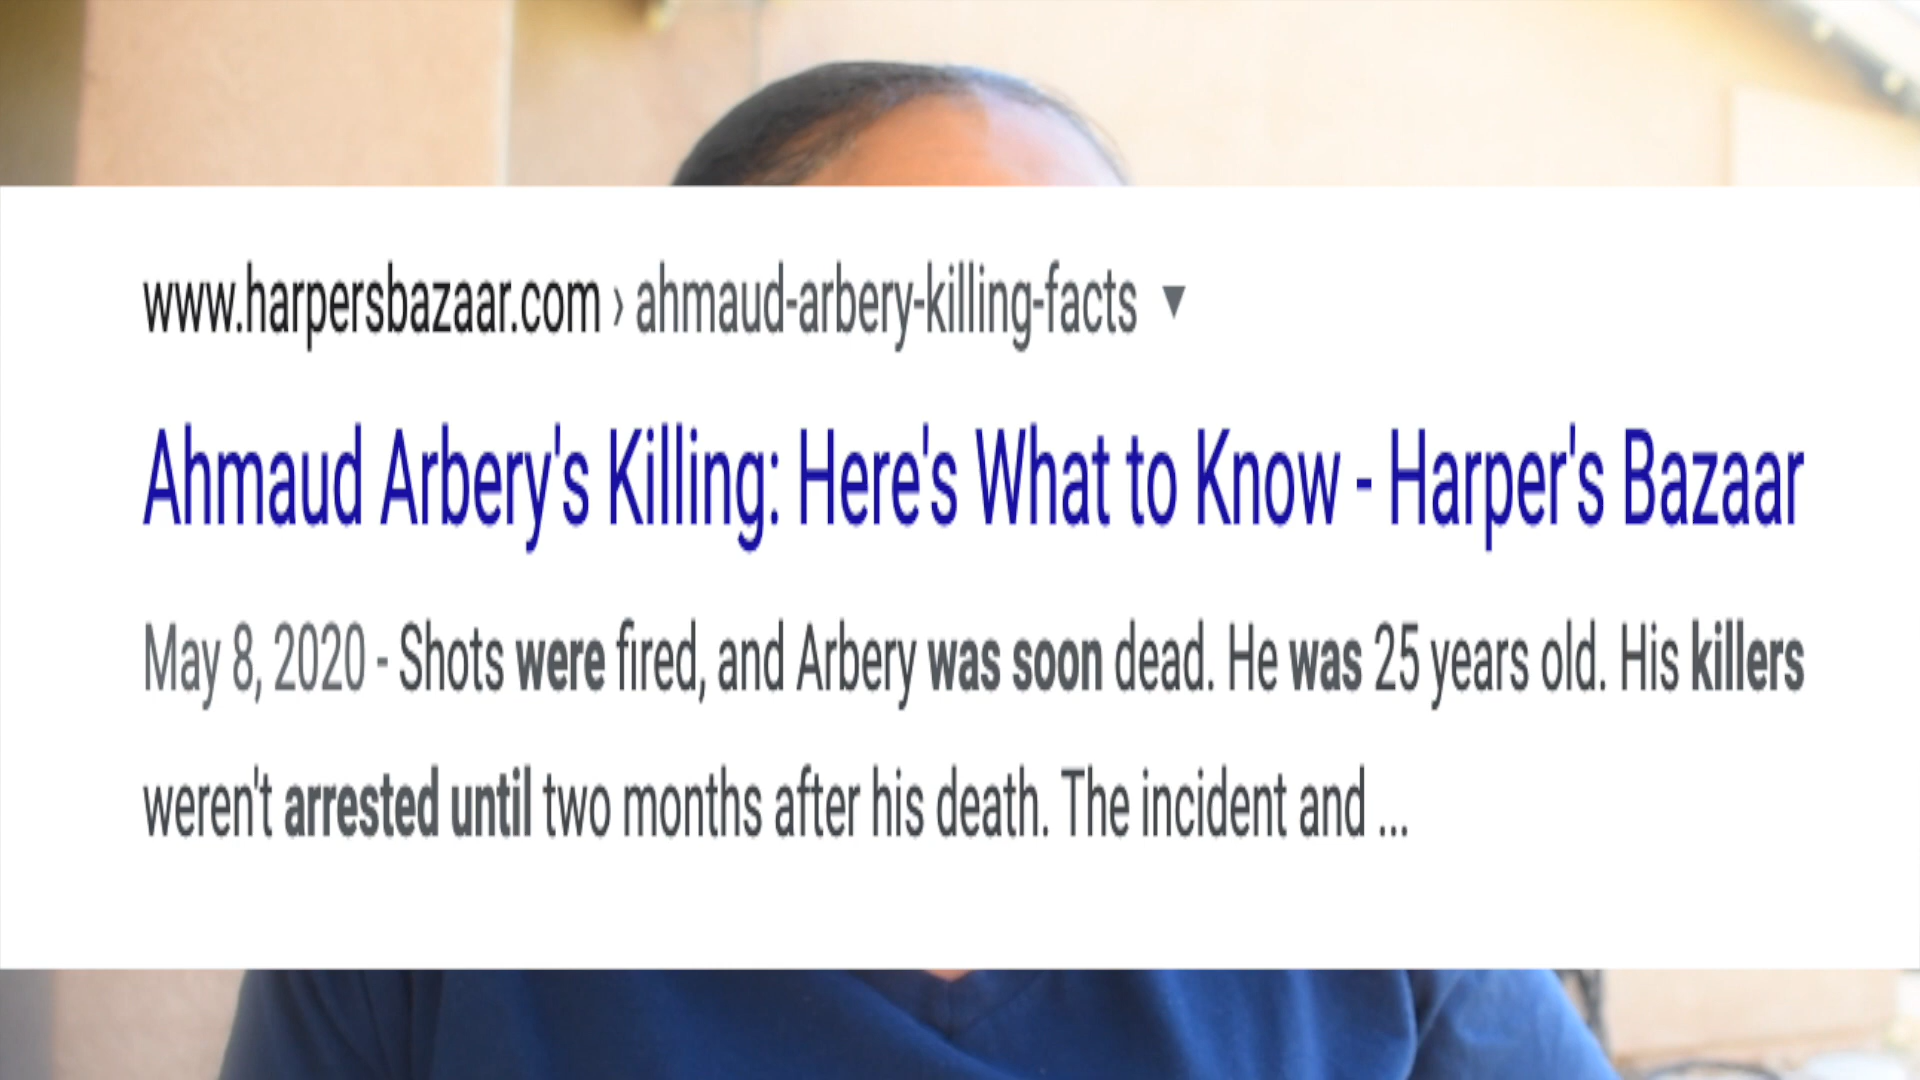 www.harpersbazaar.com › ahmaud-arbery-killing-facts ▼
Ahmaud Arbery's Killing: Here's What to Know - Harper's Bazaar
May 8, 2020 - Shots were fired, and Arbery was soon dead. He was 25 years old. His killers
weren't arrested until two months after his death. The incident and ...